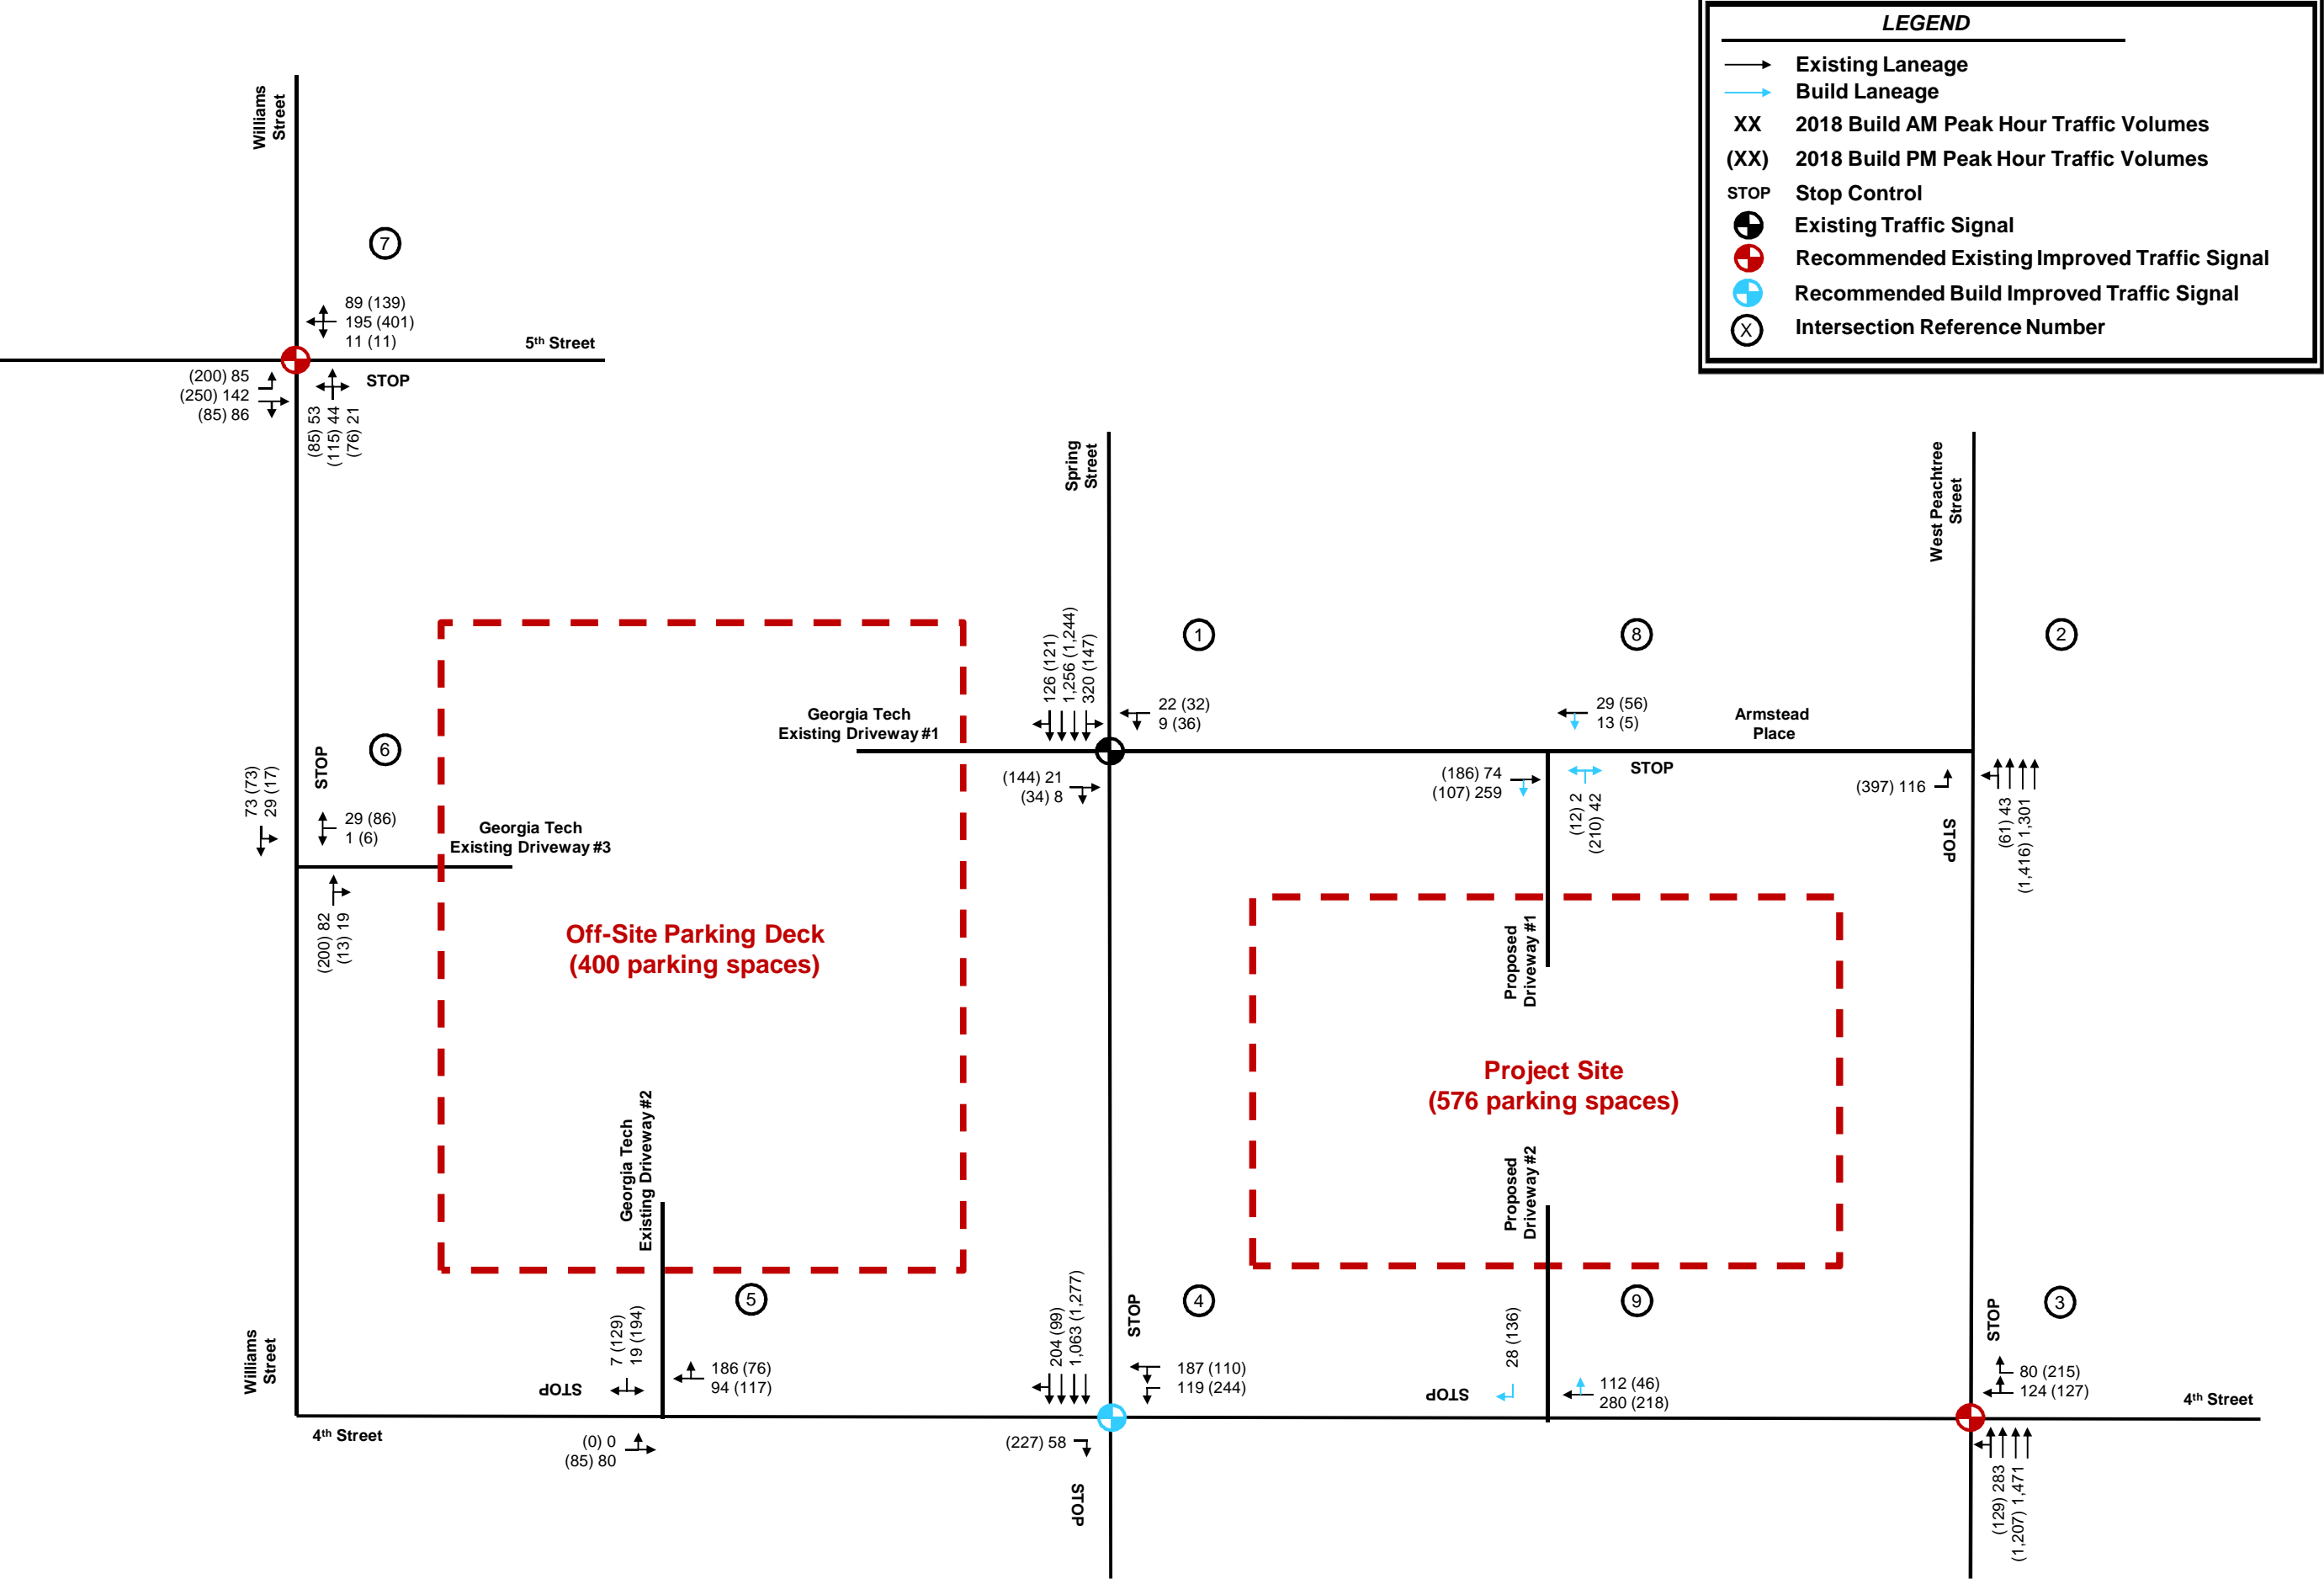 LEGEND
Existing Laneage
Build Laneage
XX 2018 Build AM Peak Hour Traffic Volumes
(XX) 2018 Build PM Peak Hour Traffic Volumes
STOP Stop Control
Existing Traffic Signal
Recommended Existing Improved Traffic Signal
Recommended Build Improved Traffic Signal
X Intersection Reference Number
Williams
Street
7
89 (139)
195 (401)
11 (11)
5th Street
(200) 85
(250) 142
(85) 86
STOP
(85) 53
(115) 44
(76) 21
Spring
Street
West Peachtree
Street
126 (121)
1,256 (1,244)
320 (147)
1
8
2
22 (32)
9 (36)
29 (56)
13 (5)
Armstead
Place
Georgia Tech
Existing Driveway #1
(144) 21
(34) 8
(186) 74
(107) 259
STOP
(12) 2
(210) 42
(397) 116
STOP
(61) 43
(1,416) 1,301
6
STOP
73 (73)
29 (17)
29 (86)
1 (6)
Georgia Tech
Existing Driveway #3
(200) 82
(13) 19
Off-Site Parking Deck
(400 parking spaces)
Proposed
Driveway #1
Project Site
(576 parking spaces)
Georgia Tech
Existing Driveway #2
Proposed
Driveway #2
5
4
9
3
Williams
Street
7 (129)
19 (194)
STOP
186 (76)
94 (117)
204 (99)
1,063 (1,277)
STOP
187 (110)
119 (244)
28 (136)
STOP
112 (46)
280 (218)
STOP
80 (215)
124 (127)
4th Street
4th Street
(0) 0
(85) 80
(227) 58
STOP
(129) 283
(1,207) 1,471